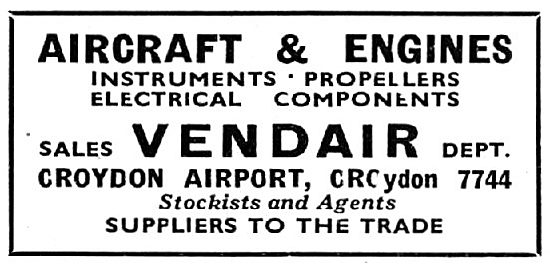 AIRCRAFT & ENGINES
INSTRUMENTS · PROPELLERS
ELECTRICAL COMPONENTS
SALES VENDAIR DEPT.
CROYDON AIRPORT, CROydon 7744
Stockists and Agents
SUPPLIERS TO THE TRADE